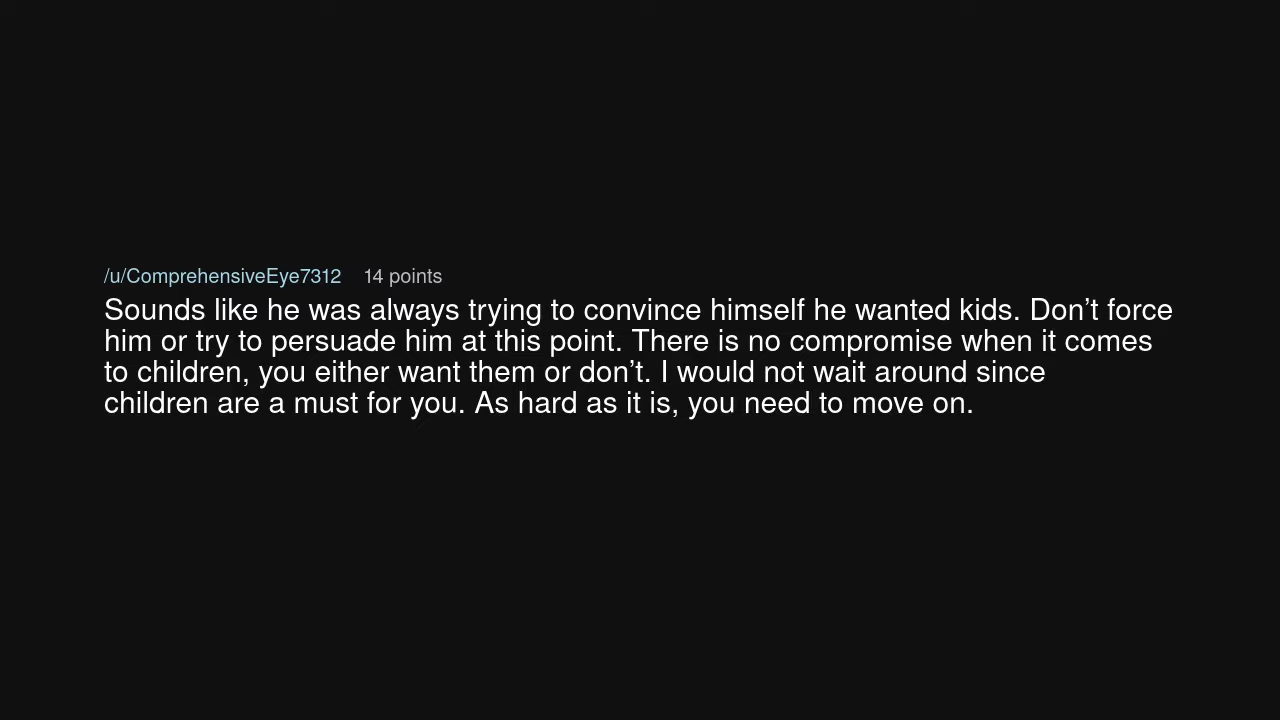 /u/ComprehensiveEye7312 14 points
Sounds like he was always trying to convince himself he wanted kids. Don’t force
him or try to persuade him at this point. There is no compromise when it comes
to children, you either want them or don’t. I would not wait around since
children are a must for you. As hard as it is, you need to move on.